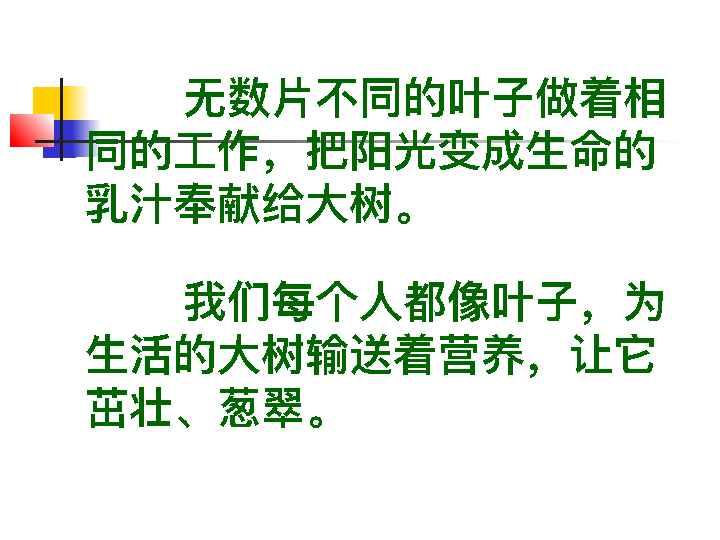 无数片不同的叶子做着相
同的工作，把阳光变成生命的
乳汁奉献给大树。
我们每个人都像叶子，为
生活的大树输送着营养，让它
茁壮、葱翠。